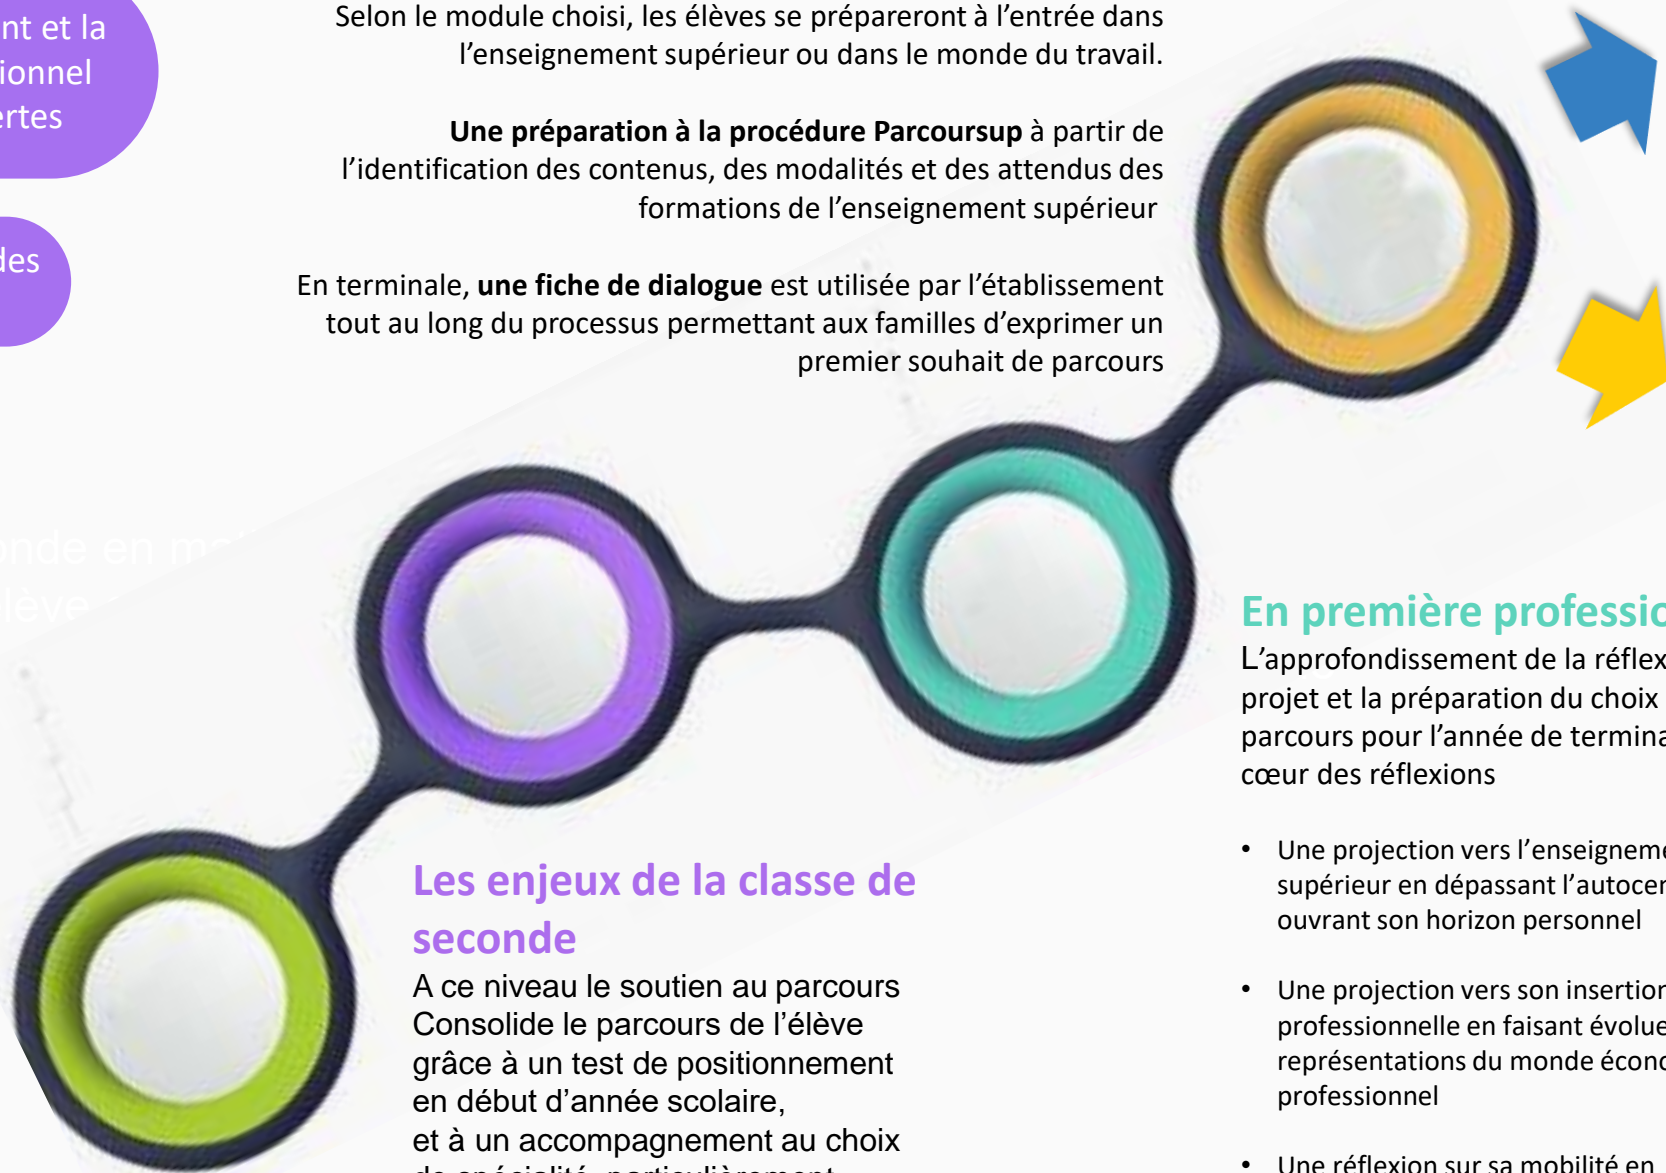 nt et la
ionnel
ertes
des
Selon le module choisi, les élèves se prépareront à l’entrée dans
l’enseignement supérieur ou dans le monde du travail.
Une préparation à la procédure Parcoursup à partir de
l’identification des contenus, des modalités et des attendus des
formations de l’enseignement supérieur
En terminale, une fiche de dialogue est utilisée par l’établissement
tout au long du processus permettant aux familles d’exprimer un
premier souhait de parcours
onde en m
lève
Les enjeux de la classe de
seconde
A ce niveau le soutien au parcours
Consolide le parcours de l’élève
grâce à un test de positionnement
en début d’année scolaire,
et à un accompagnement au choix
de spécialité, particulièrement
En première professio
L’approfondissement de la réflex
projet et la préparation du choix
parcours pour l’année de termina
cœur des réflexions
• Une projection vers l’enseigneme
supérieur en dépassant l’autocen
ouvrant son horizon personnel
• Une projection vers son insertion
professionnelle en faisant évolue
représentations du monde écono
professionnel
• Une réflexion sur sa mobilité en